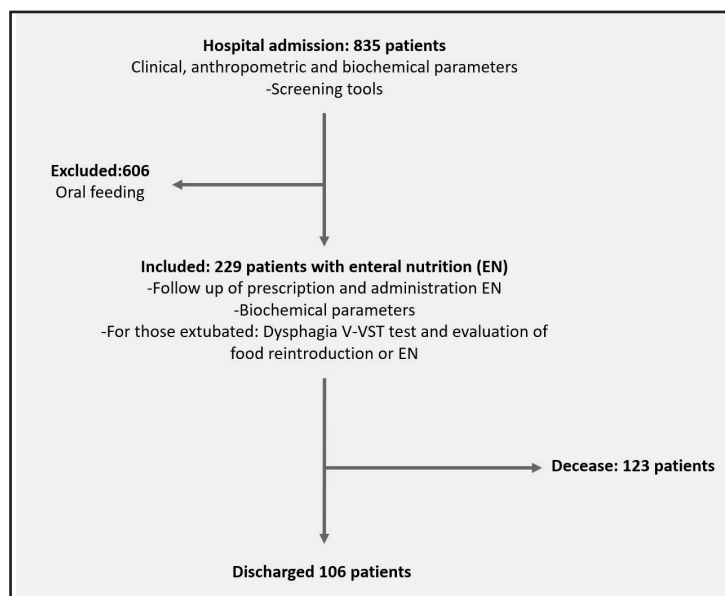 Hospital admission: 835 patients
Clinical, anthropometric and biochemical parameters
-Screening tools
Excluded:606
Oral feeding
Included: 229 patients with enteral nutrition (EN)
-Follow up of prescription and administration EN
-Biochemical parameters
-For those extubated: Dysphagia V-VST test and evaluation of
food reintroduction or EN
Decease: 123 patients
Discharged 106 patients